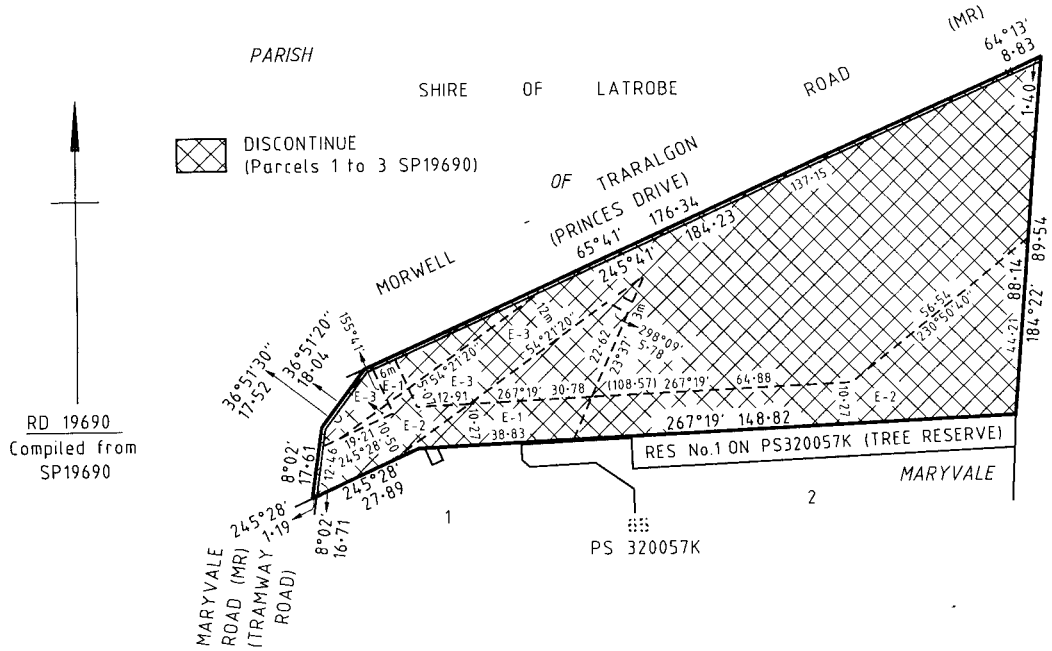 PARISH
SHIRE OF LATROBE
ROAD
(MR)
64°13'
8·83
DISCONTINUE
(Parcels 1 to 3 SP19690)
OF TRARALGON
(PRINCES DRIVE)
MORWELL
65°41' 176·34
245°41' 184·23
137·15
1·40
89·54
88·14
184°22'
44·21
56·54
230°50'40"
E-3
12m
54°21'20"
54°21'20"
3m
298°09'
5·78
22·62
23°37'
155°41'
6m
36°51'20"
18·04
36°51'30"
17·52
E-1
E-3
E-3
12·91
267°19' 30·78 (108·57) 267°19' 64·88
10·27
10·27
E-2
E-2
E-1
38·83
267°19' 148·82
10·50
245°28'
12·46
8°02'
17·61
245°28'
27·89
245°28'
1·19
8°02'
16·71
RD 19690
Compiled from
SP19690
RES No.1 ON PS320057K (TREE RESERVE)
MARYVALE
1
2
PS 320057K
MARYVALE
ROAD (MR)
(TRAMWAY
ROAD)